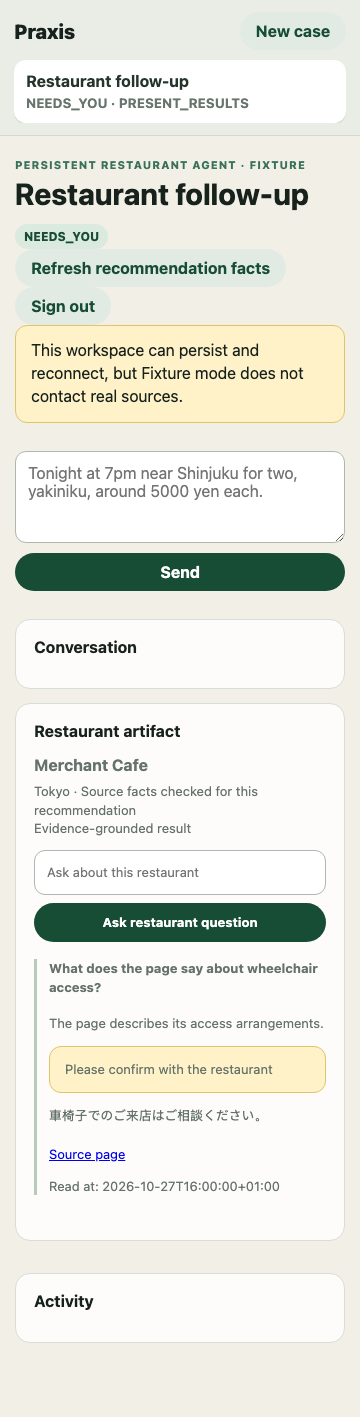 Praxis
New case
Restaurant follow-up
NEEDS_YOU · PRESENT_RESULTS
PERSISTENT RESTAURANT AGENT · FIXTURE
Restaurant follow-up
NEEDS_YOU
Refresh recommendation facts
Sign out
This workspace can persist and
reconnect, but Fixture mode does not
contact real sources.
Tonight at 7pm near Shinjuku for two,
yakiniku, around 5000 yen each.
Send
Conversation
Restaurant artifact
Merchant Cafe
Tokyo · Source facts checked for this
recommendation
Evidence-grounded result
Ask about this restaurant
Ask restaurant question
What does the page say about wheelchair
access?
The page describes its access arrangements.
Please confirm with the restaurant
車椅子でのご来店はご相談ください。
Source page
Read at: 2026-10-27T16:00:00+01:00
Activity